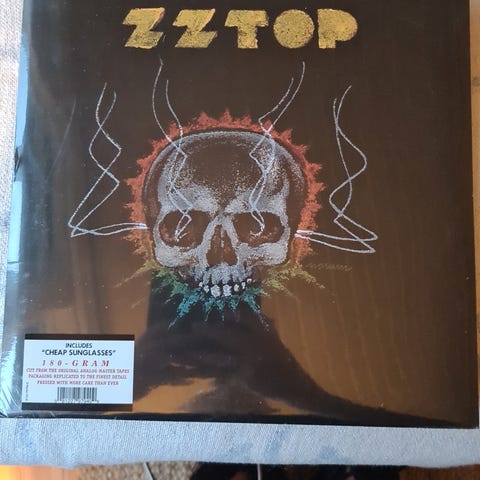 ZZ TOP
INCLUDES
"CHEAP SUNGLASSES"
180-GRAM
CUT FROM THE ORIGINAL ANALOG MASTER TAPES
PACKAGING REPLICATED TO THE FINEST DETAIL
PRESSED WITH MORE CARE THAN EVER